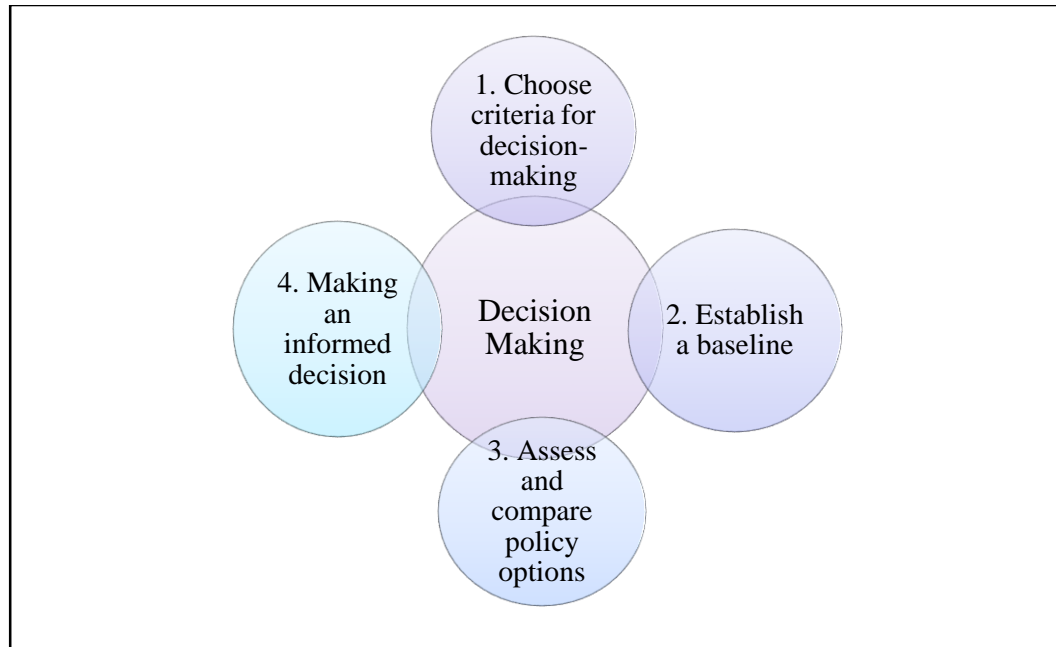 1. Choose
criteria for
decision-
making
4. Making
an
informed
decision
Decision
Making
2. Establish
a baseline
3. Assess
and
compare
policy
options